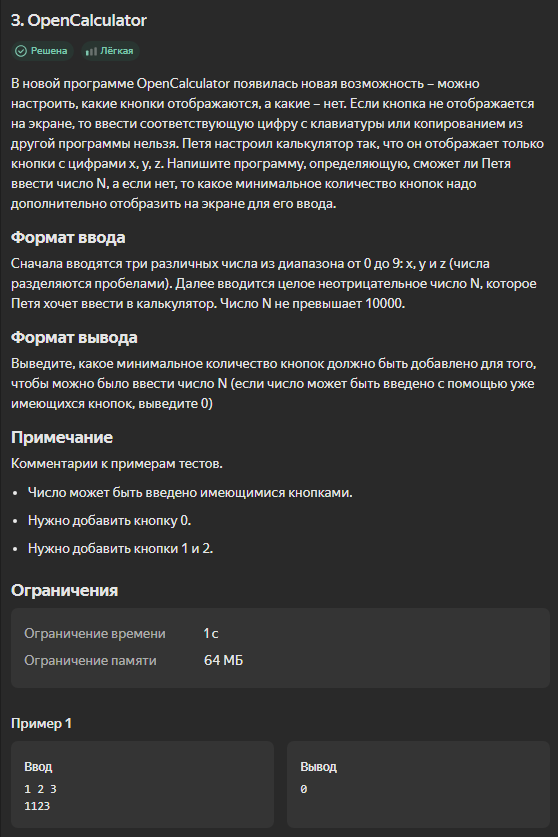 3. OpenCalculator
Решена Лёгкая
В новой программе OpenCalculator появилась новая возможность – можно
настроить, какие кнопки отображаются, а какие – нет. Если кнопка не отображается
на экране, то ввести соответствующую цифру с клавиатуры или копированием из
другой программы нельзя. Петя настроил калькулятор так, что он отображает только
кнопки с цифрами x, y, z. Напишите программу, определяющую, сможет ли Петя
ввести число N, а если нет, то какое минимальное количество кнопок надо
дополнительно отобразить на экране для его ввода.
Формат ввода
Сначала вводятся три различных числа из диапазона от 0 до 9: x, y и z (числа
разделяются пробелами). Далее вводится целое неотрицательное число N, которое
Петя хочет ввести в калькулятор. Число N не превышает 10000.
Формат вывода
Выведите, какое минимальное количество кнопок должно быть добавлено для того,
чтобы можно было ввести число N (если число может быть введено с помощью уже
имеющихся кнопок, выведите 0)
Примечание
Комментарии к примерам тестов.
• Число может быть введено имеющимися кнопками.
• Нужно добавить кнопку 0.
• Нужно добавить кнопки 1 и 2.
Ограничения
Ограничение времени 1 с
Ограничение памяти 64 МБ
Пример 1
Ввод Вывод
1 2 3 0
1123